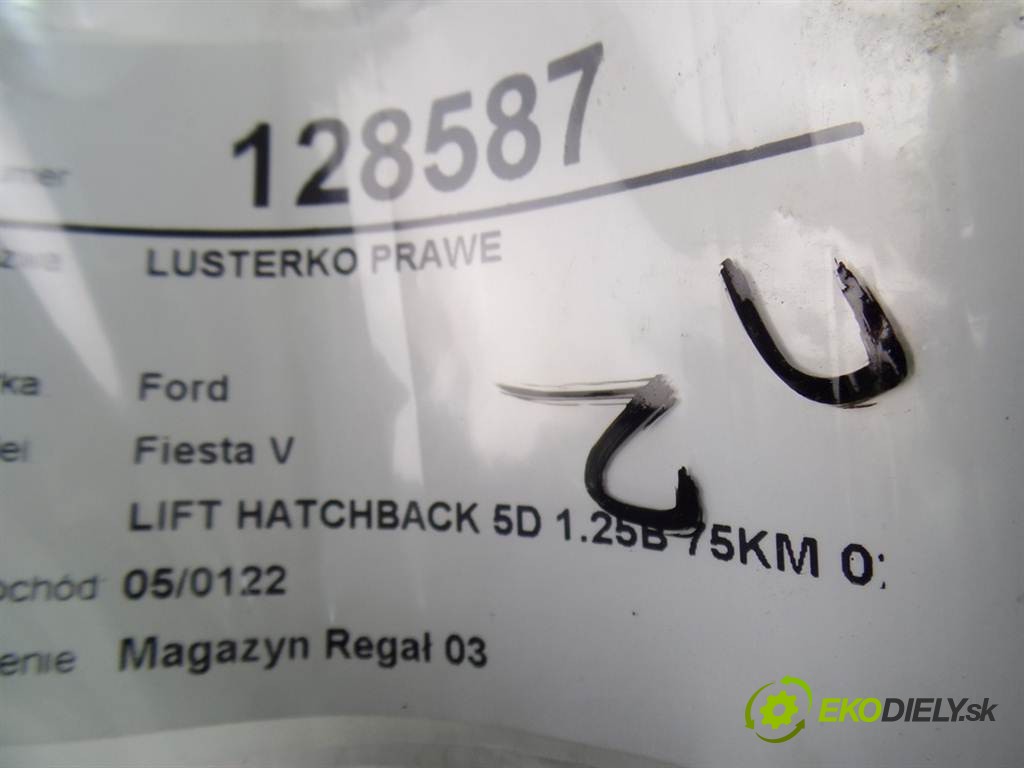 128587
LUSTERKO PRAWE
Ford
Fiesta V
LIFT HATCHBACK 5D 1.25B 75KM
05/0122
Magazyn Regał 03
EKODIELY.sk